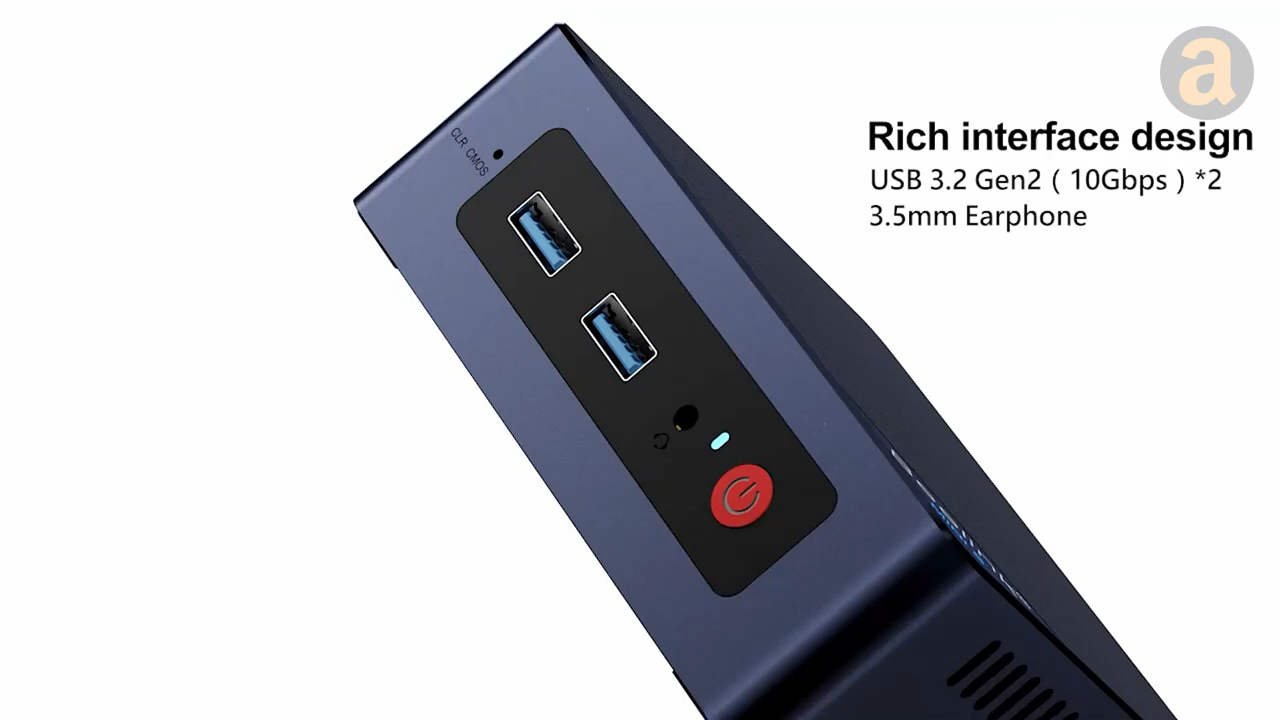 a
Rich interface design
USB 3.2 Gen2 ( 10Gbps ) *2
3.5mm Earphone
CLR CMOS